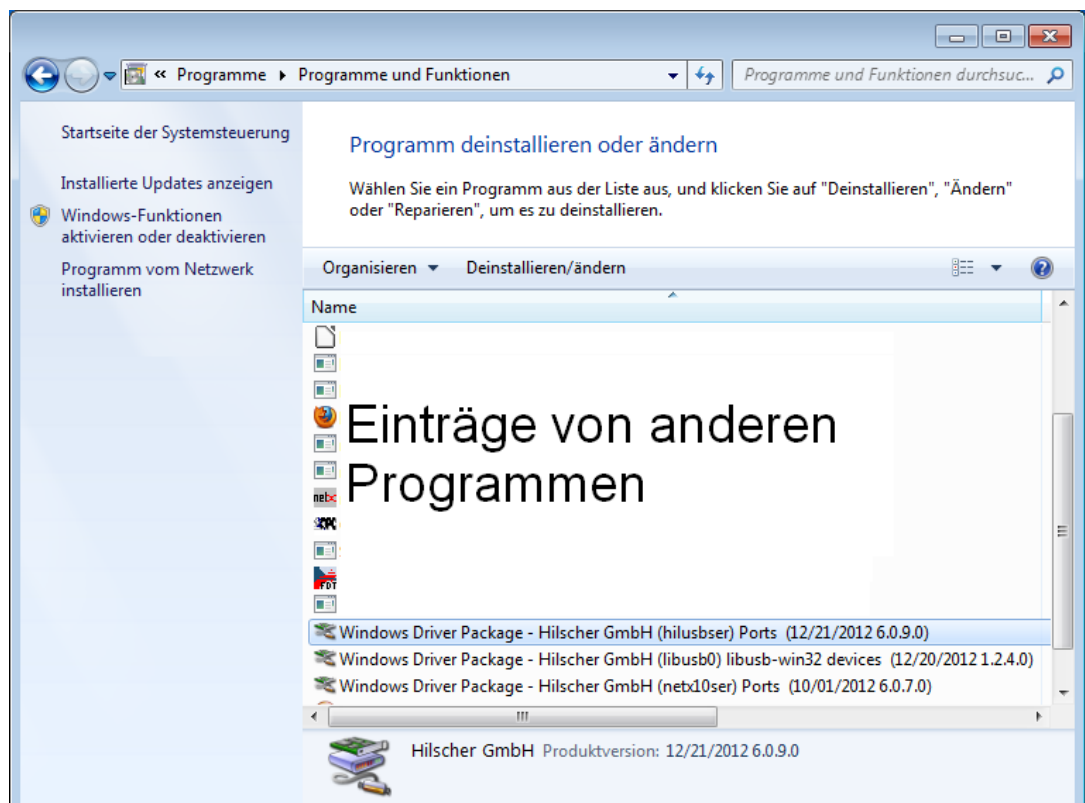 « Programme ▸ Programme und Funktionen
Programme und Funktionen durchsuc...
Startseite der Systemsteuerung
Installierte Updates anzeigen
Windows-Funktionen
aktivieren oder deaktivieren
Programm vom Netzwerk
installieren
Programm deinstallieren oder ändern
Wählen Sie ein Programm aus der Liste aus, und klicken Sie auf "Deinstallieren", "Ändern"
oder "Reparieren", um es zu deinstallieren.
Organisieren Deinstallieren/ändern
Name
Einträge von anderen
Programmen
netx
FDT
Windows Driver Package - Hilscher GmbH (hilusbser) Ports (12/21/2012 6.0.9.0)
Windows Driver Package - Hilscher GmbH (libusb0) libusb-win32 devices (12/20/2012 1.2.4.0)
Windows Driver Package - Hilscher GmbH (netx10ser) Ports (10/01/2012 6.0.7.0)
Hilscher GmbH Produktversion: 12/21/2012 6.0.9.0